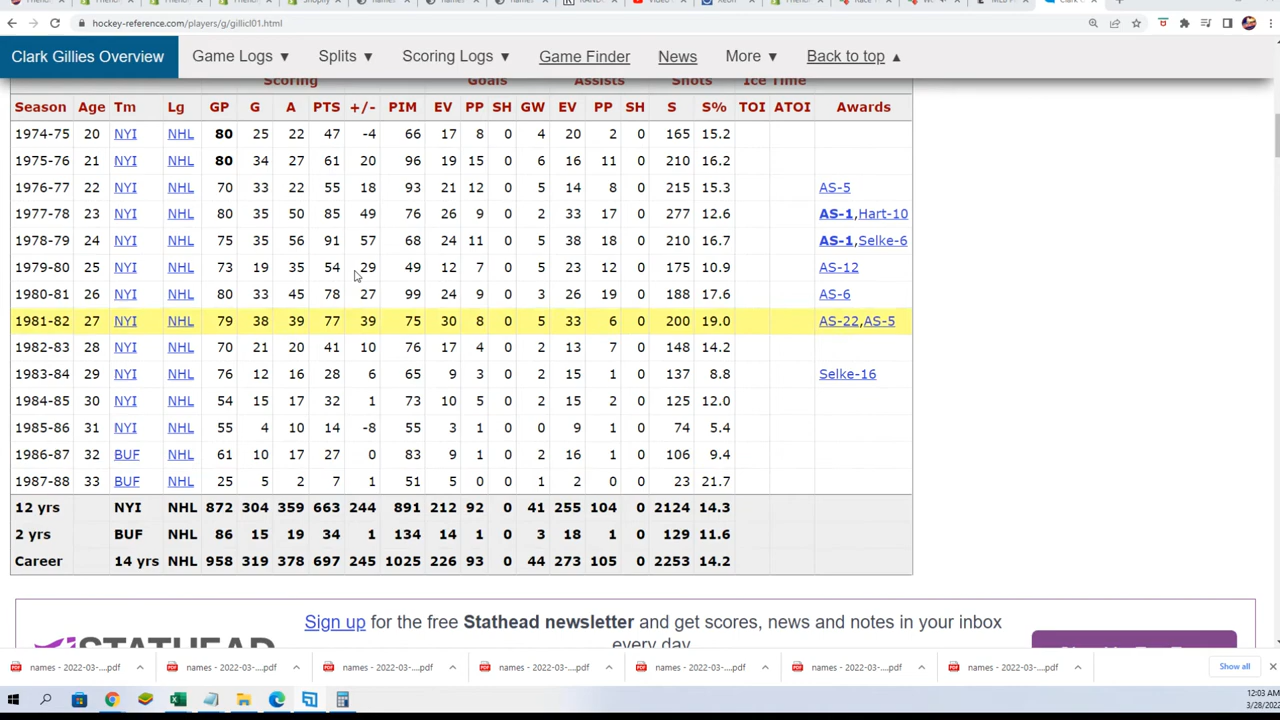 hockey-reference.com/players/g/gillicl01.html
Clark Gillies Overview Game Logs ▼ Splits ▼ Scoring Logs ▼ Game Finder News More ▼ Back to top ▲
Scoring Goals Assists Shots Ice Time
Season Age Tm Lg GP G A PTS +/- PIM EV PP SH GW EV PP SH S S% TOI ATOI Awards
1974-75 20 NYI NHL 80 25 22 47 -4 66 17 8 0 4 20 2 0 165 15.2
1975-76 21 NYI NHL 80 34 27 61 20 96 19 15 0 6 16 11 0 210 16.2
1976-77 22 NYI NHL 70 33 22 55 18 93 21 12 0 5 14 8 0 215 15.3 AS-5
1977-78 23 NYI NHL 80 35 50 85 49 76 26 9 0 2 33 17 0 277 12.6 AS-1,Hart-10
1978-79 24 NYI NHL 75 35 56 91 57 68 24 11 0 5 38 18 0 210 16.7 AS-1,Selke-6
1979-80 25 NYI NHL 73 19 35 54 29 49 12 7 0 5 23 12 0 175 10.9 AS-12
1980-81 26 NYI NHL 80 33 45 78 27 99 24 9 0 3 26 19 0 188 17.6 AS-6
1981-82 27 NYI NHL 79 38 39 77 39 75 30 8 0 5 33 6 0 200 19.0 AS-22,AS-5
1982-83 28 NYI NHL 70 21 20 41 10 76 17 4 0 2 13 7 0 148 14.2
1983-84 29 NYI NHL 76 12 16 28 6 65 9 3 0 2 15 1 0 137 8.8 Selke-16
1984-85 30 NYI NHL 54 15 17 32 1 73 10 5 0 2 15 2 0 125 12.0
1985-86 31 NYI NHL 55 4 10 14 -8 55 3 1 0 0 9 1 0 74 5.4
1986-87 32 BUF NHL 61 10 17 27 0 83 9 1 0 2 16 1 0 106 9.4
1987-88 33 BUF NHL 25 5 2 7 1 51 5 0 0 1 2 0 0 23 21.7
12 yrs NYI NHL 872 304 359 663 244 891 212 92 0 41 255 104 0 2124 14.3
2 yrs BUF NHL 86 15 19 34 1 134 14 1 0 3 18 1 0 129 11.6
Career 14 yrs NHL 958 319 378 697 245 1025 226 93 0 44 273 105 0 2253 14.2
Sign up for the free Stathead newsletter and get scores, news and notes in your inbox
every day.
STATHEAD
names - 2022-03-....pdf names - 2022-03-....pdf names - 2022-03-....pdf names - 2022-03-....pdf names - 2022-03-....pdf names - 2022-03-....pdf names - 2022-03-....pdf Show all
12:03 AM